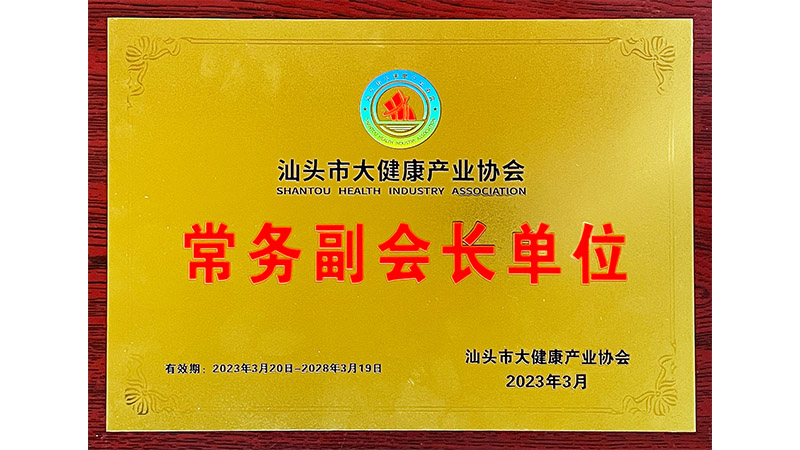 汕头市大健康产业协会
SHANTOU HEALTH INDUSTRY ASSOCIATION
常务副会长单位
有效期：2023年3月20日-2028年3月19日
汕头市大健康产业协会
2023年3月